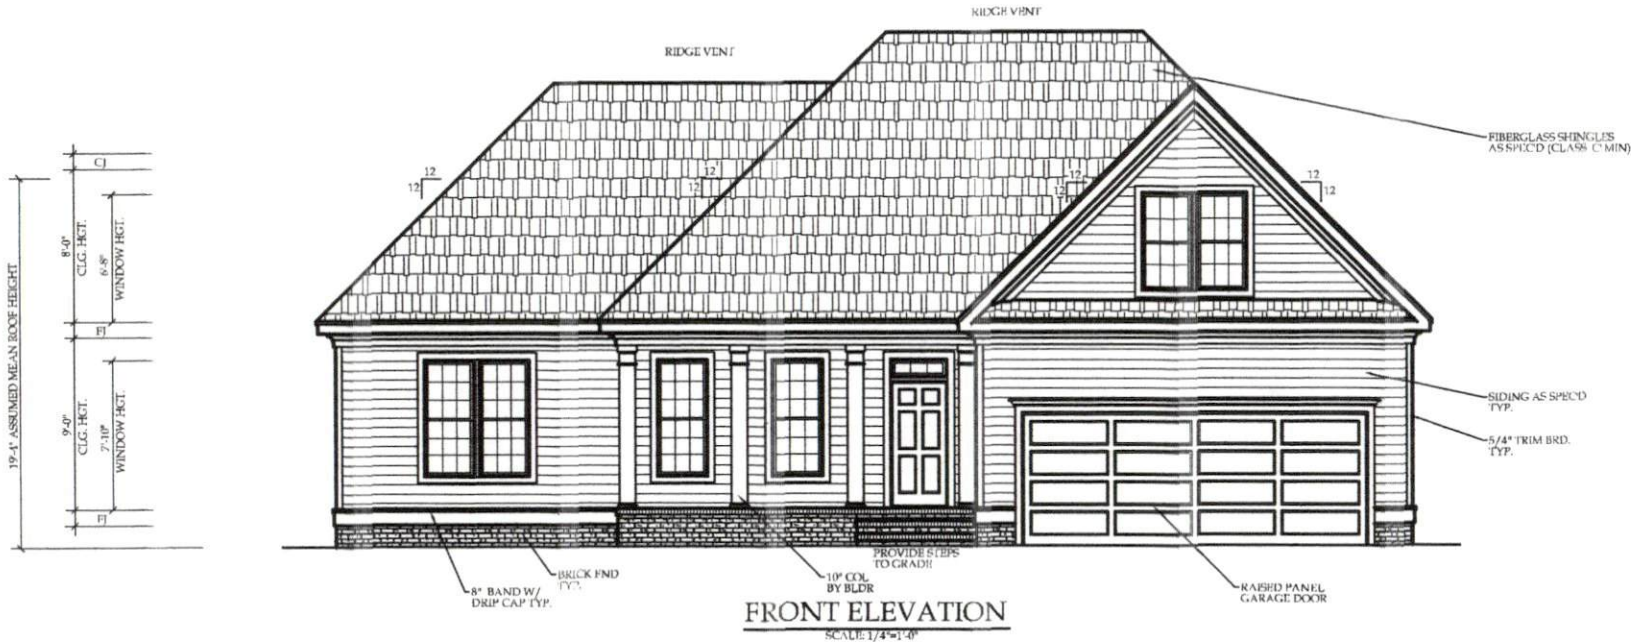 RIDGE VENT
RIDGE VENT
FIBERGLASS SHINGLES
AS SPEC'D (CLASS 'C' MIN)
12
12
12
12
12
12
12
12
CJ
8'-0"
CLG. HGT.
6'-8"
WINDOW HGT.
19'-4" ASSUMED MEAN ROOF HEIGHT
FJ
9'-0"
CLG. HGT.
7'-10"
WINDOW HGT.
FJ
SIDING AS SPEC'D
TYP.
5/4" TRIM BRD.
TYP.
PROVIDE STEPS
TO GRADE
BRICK FND
TYP.
8" BAND W/
DRIP CAP TYP.
10" COL
BY BLDR
RAISED PANEL
GARAGE DOOR
FRONT ELEVATION
SCALE: 1/4"=1'-0"